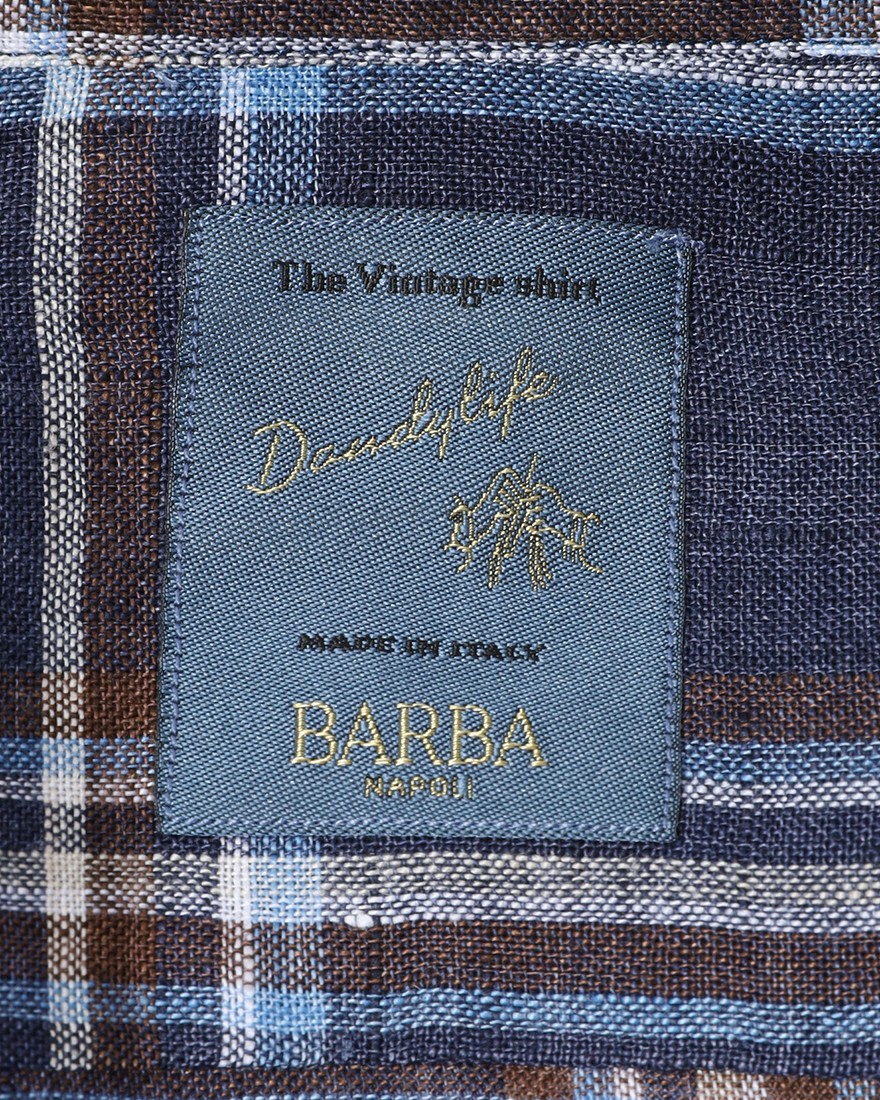 The Vintage shirt
Dandylife
MADE IN ITALY
BARBA
NAPOLI